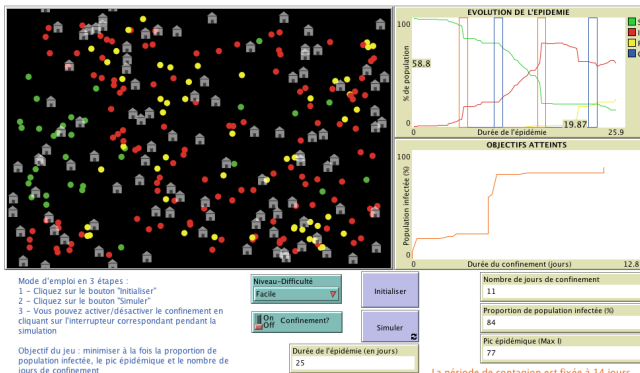 EVOLUTION DE L'EPIDEMIE
100
% de population
58.8
19.87
0
0
Durée de l'épidémie
25.9
OBJECTIFS ATTEINTS
100
Population infectée (%)
0
0
Durée du confinement (jours)
12.8
Mode d'emploi en 3 étapes :
1 - Cliquez sur le bouton "Initialiser"
2 - Cliquez sur le bouton "Simuler"
3 - Vous pouvez activer/désactiver le confinement en
cliquant sur l'interrupteur correspondant pendant la
simulation
Objectif du jeu : minimiser à la fois la proportion de
population infectée, le pic épidémique et le nombre de
jours de confinement
Niveau-Difficulté
Facile
On
Off
Confinement?
Initialiser
Simuler
Durée de l'épidémie (en jours)
25
Nombre de jours de confinement
11
Proportion de population infectée (%)
84
Pic épidémique (Max I)
77
La période de contagion est fixée à 14 jours